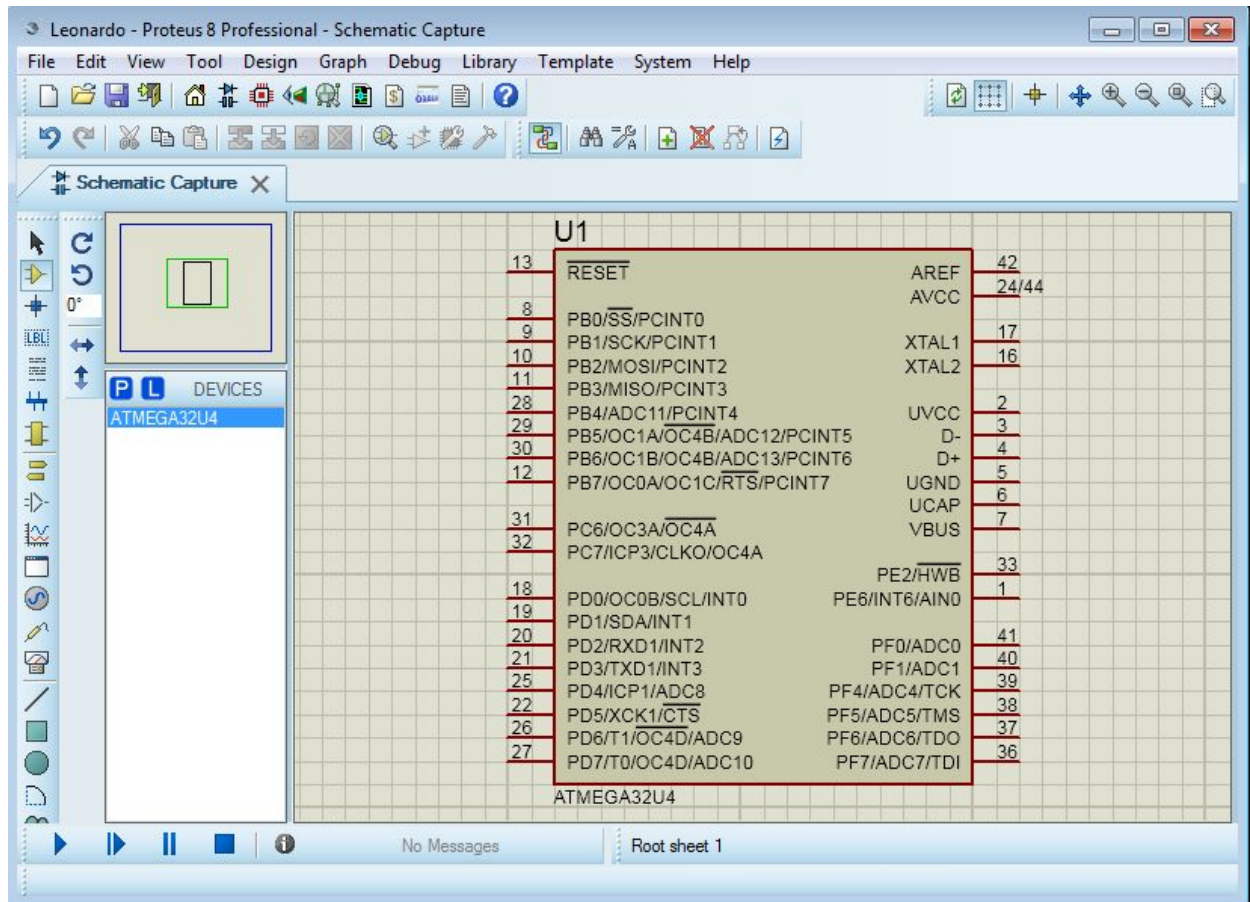 Leonardo - Proteus 8 Professional - Schematic Capture
File Edit View Tool Design Graph Debug Library Template System Help
Schematic Capture
0°
LBL
P L DEVICES
ATMEGA32U4
U1
13 RESET AREF 42
AVCC 24/44
8 PB0/SS/PCINT0
9 PB1/SCK/PCINT1 XTAL1 17
10 PB2/MOSI/PCINT2 XTAL2 16
11 PB3/MISO/PCINT3
28 PB4/ADC11/PCINT4 UVCC 2
29 PB5/OC1A/OC4B/ADC12/PCINT5 D- 3
30 PB6/OC1B/OC4B/ADC13/PCINT6 D+ 4
12 PB7/OC0A/OC1C/RTS/PCINT7 UGND 5
UCAP 6
31 PC6/OC3A/OC4A VBUS 7
32 PC7/ICP3/CLKO/OC4A
PE2/HWB 33
18 PD0/OC0B/SCL/INT0 PE6/INT6/AIN0 1
19 PD1/SDA/INT1
20 PD2/RXD1/INT2 PF0/ADC0 41
21 PD3/TXD1/INT3 PF1/ADC1 40
25 PD4/ICP1/ADC8 PF4/ADC4/TCK 39
22 PD5/XCK1/CTS PF5/ADC5/TMS 38
26 PD6/T1/OC4D/ADC9 PF6/ADC6/TDO 37
27 PD7/T0/OC4D/ADC10 PF7/ADC7/TDI 36
ATMEGA32U4
No Messages Root sheet 1